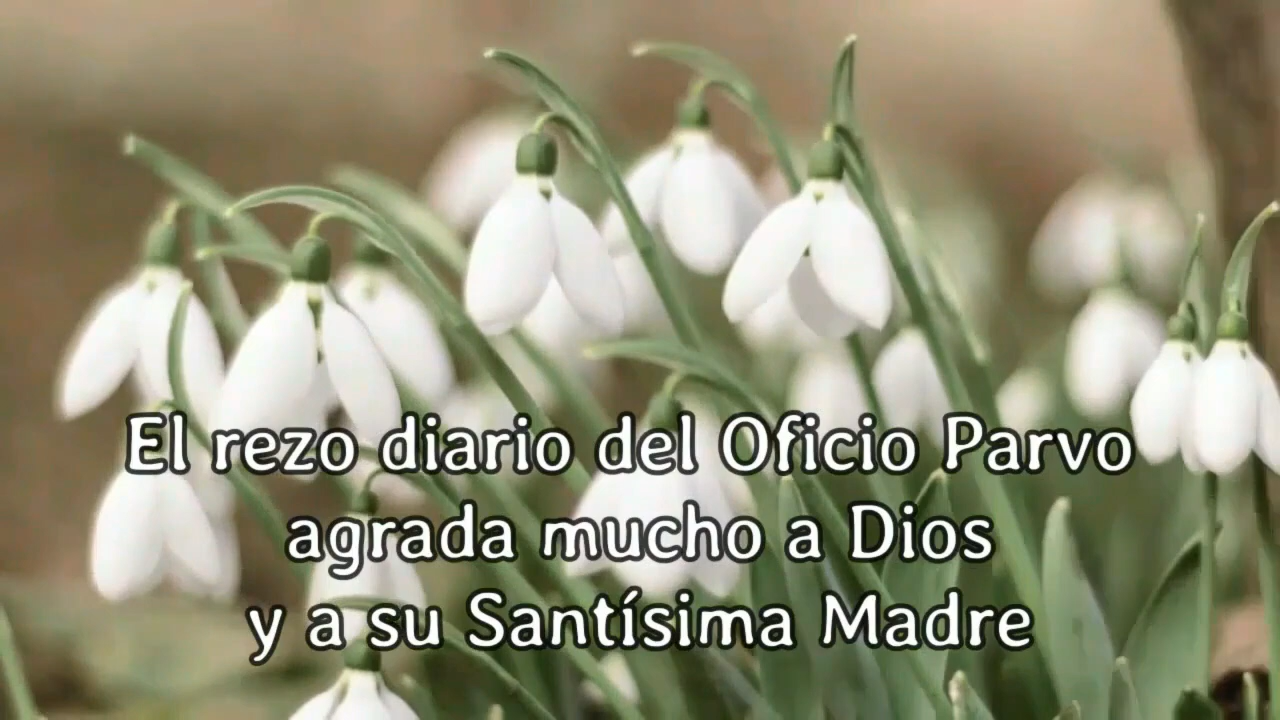 El rezo diario del Oficio Parvo
agrada mucho a Dios
y a su Santísima Madre